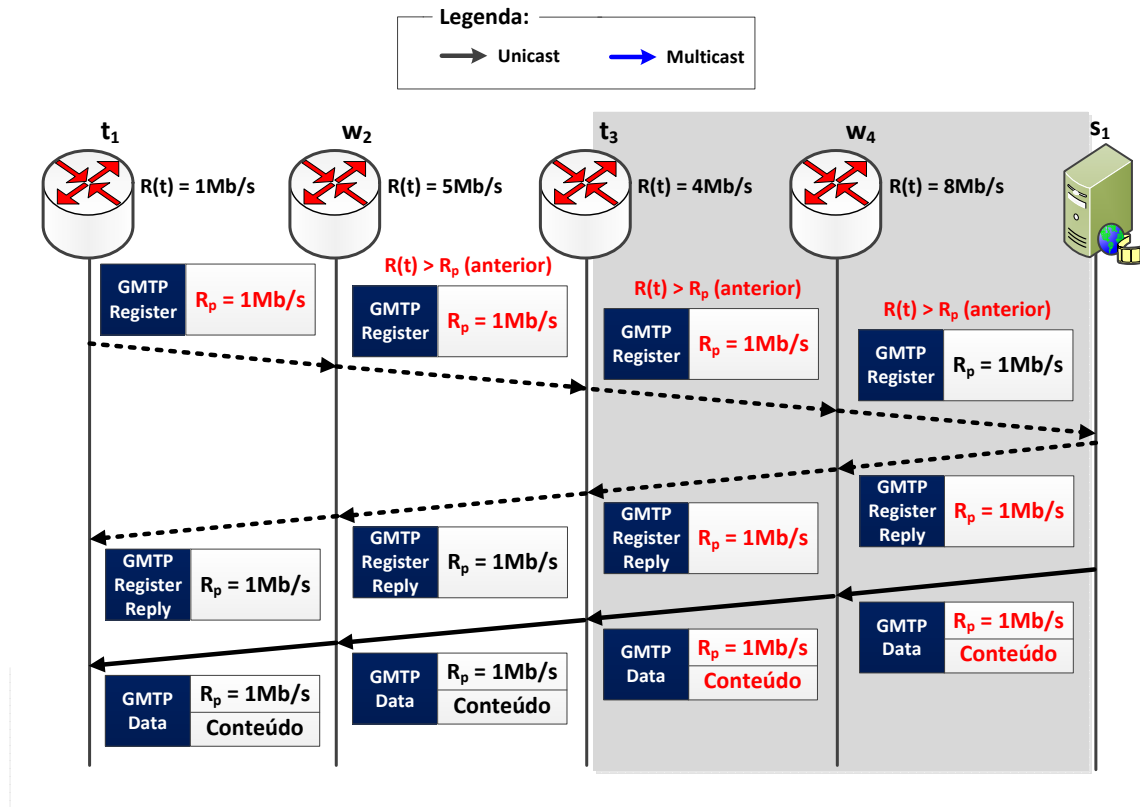 Legenda:
Unicast
Multicast
t1
w2
t3
w4
s1
R(t) = 1Mb/s
R(t) = 5Mb/s
R(t) = 4Mb/s
R(t) = 8Mb/s
R(t) > Rp (anterior)
R(t) > Rp (anterior)
R(t) > Rp (anterior)
GMTP
Register
Rp = 1Mb/s
GMTP
Register
Rp = 1Mb/s
GMTP
Register
Rp = 1Mb/s
GMTP
Register
Rp = 1Mb/s
GMTP
Register
Reply
Rp = 1Mb/s
GMTP
Register
Reply
Rp = 1Mb/s
GMTP
Register
Reply
Rp = 1Mb/s
GMTP
Register
Reply
Rp = 1Mb/s
GMTP
Data
Rp = 1Mb/s
Conteúdo
GMTP
Data
Rp = 1Mb/s
Conteúdo
GMTP
Data
Rp = 1Mb/s
Conteúdo
GMTP
Data
Rp = 1Mb/s
Conteúdo